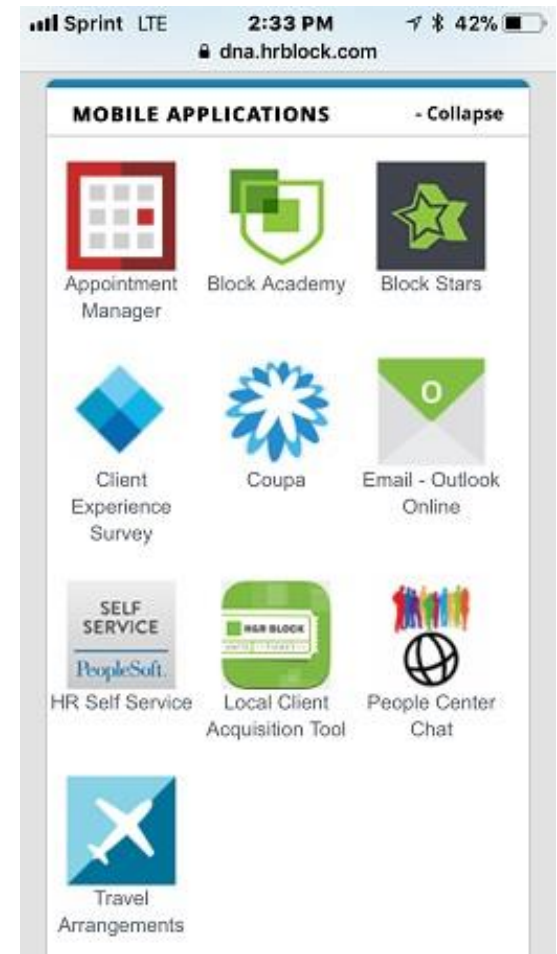 Sprint LTE 2:33 PM 42%
dna.hrblock.com
MOBILE APPLICATIONS - Collapse
Appointment Manager
Block Academy
Block Stars
Client Experience Survey
Coupa
O
Email - Outlook Online
SELF
SERVICE
PeopleSoft.
HR Self Service
H&R BLOCK
Local Client Acquisition Tool
People Center Chat
Travel Arrangements